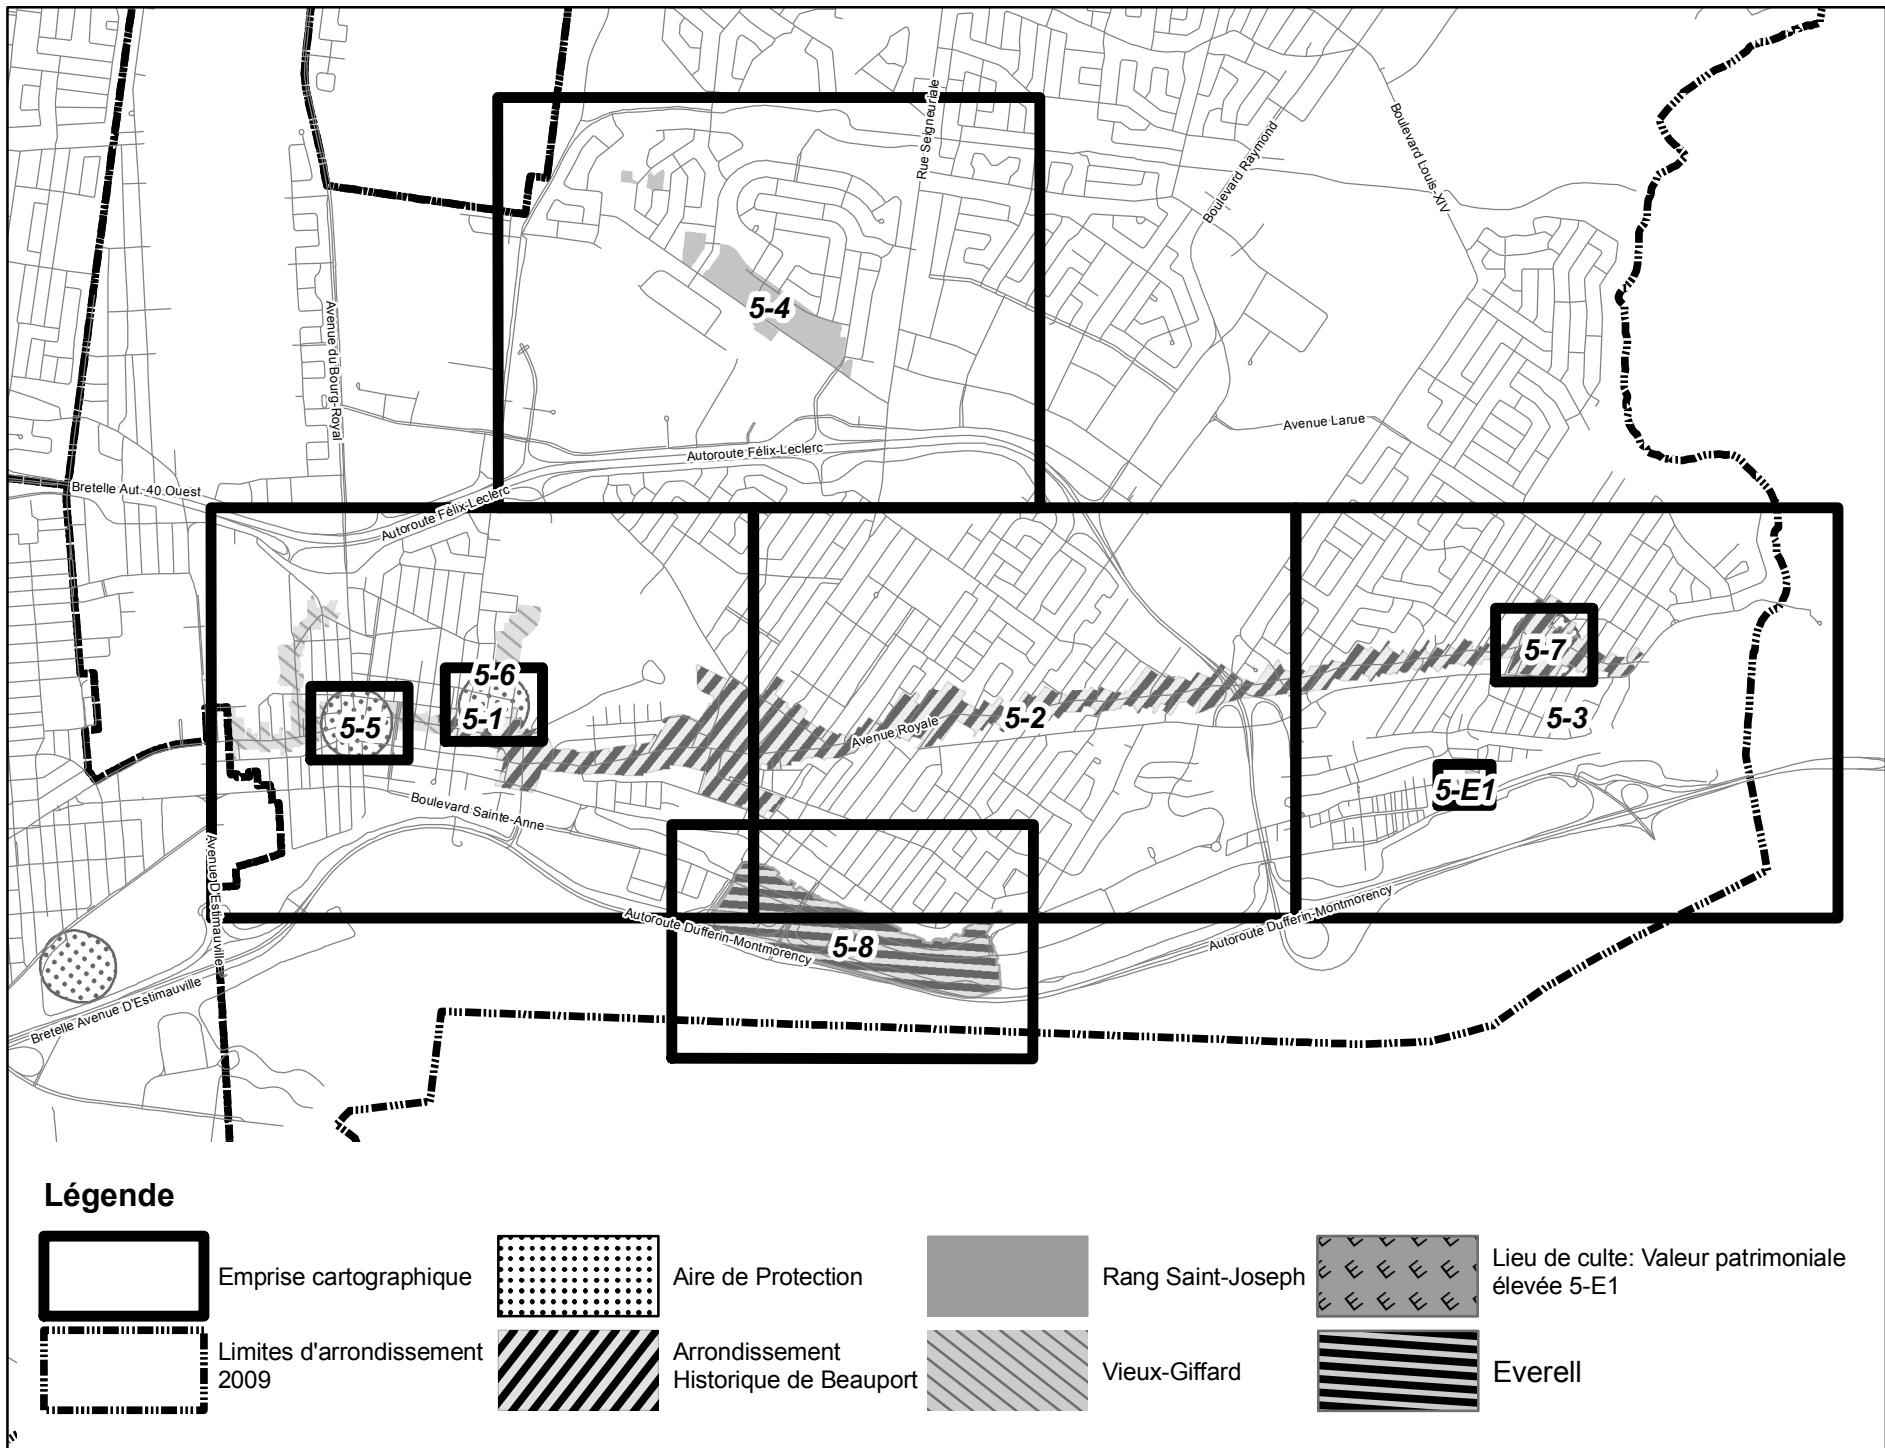 Rue Seigneuriale
Boulevard Raymond
Boulevard Louis-XIV
Avenue du Bourg-Royal
5-4
Avenue Larue
Autoroute Félix-Leclerc
Bretelle Aut. 40 Ouest
Autoroute Félix-Leclerc
5-6
5-7
5-5
5-1
5-2
5-3
Avenue Royale
5-E1
Boulevard Sainte-Anne
Avenue D'Estimauville
Autoroute Dufferin-Montmorency
5-8
Autoroute Dufferin-Montmorency
Bretelle Avenue D'Estimauville
Légende
Emprise cartographique
Aire de Protection
Rang Saint-Joseph
Lieu de culte: Valeur patrimoniale
élevée 5-E1
Limites d'arrondissement
2009
Arrondissement
Historique de Beauport
Vieux-Giffard
Everell